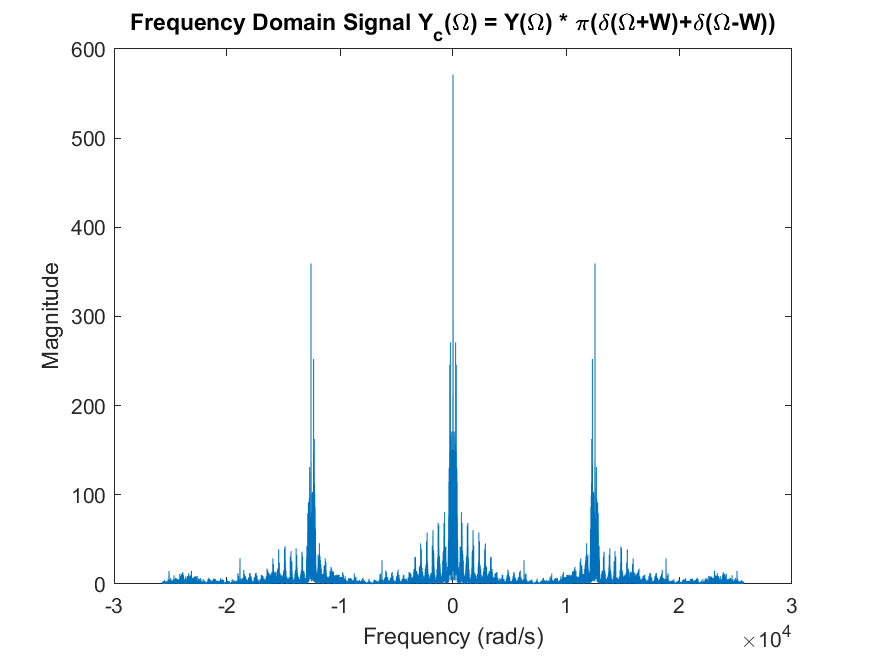 Frequency Domain Signal Y_c(Ω) = Y(Ω) * π(δ(Ω+W)+δ(Ω-W))
600
500
400
300
200
100
0
Magnitude
-3 -2 -1 0 1 2 3
Frequency (rad/s)
×10^4